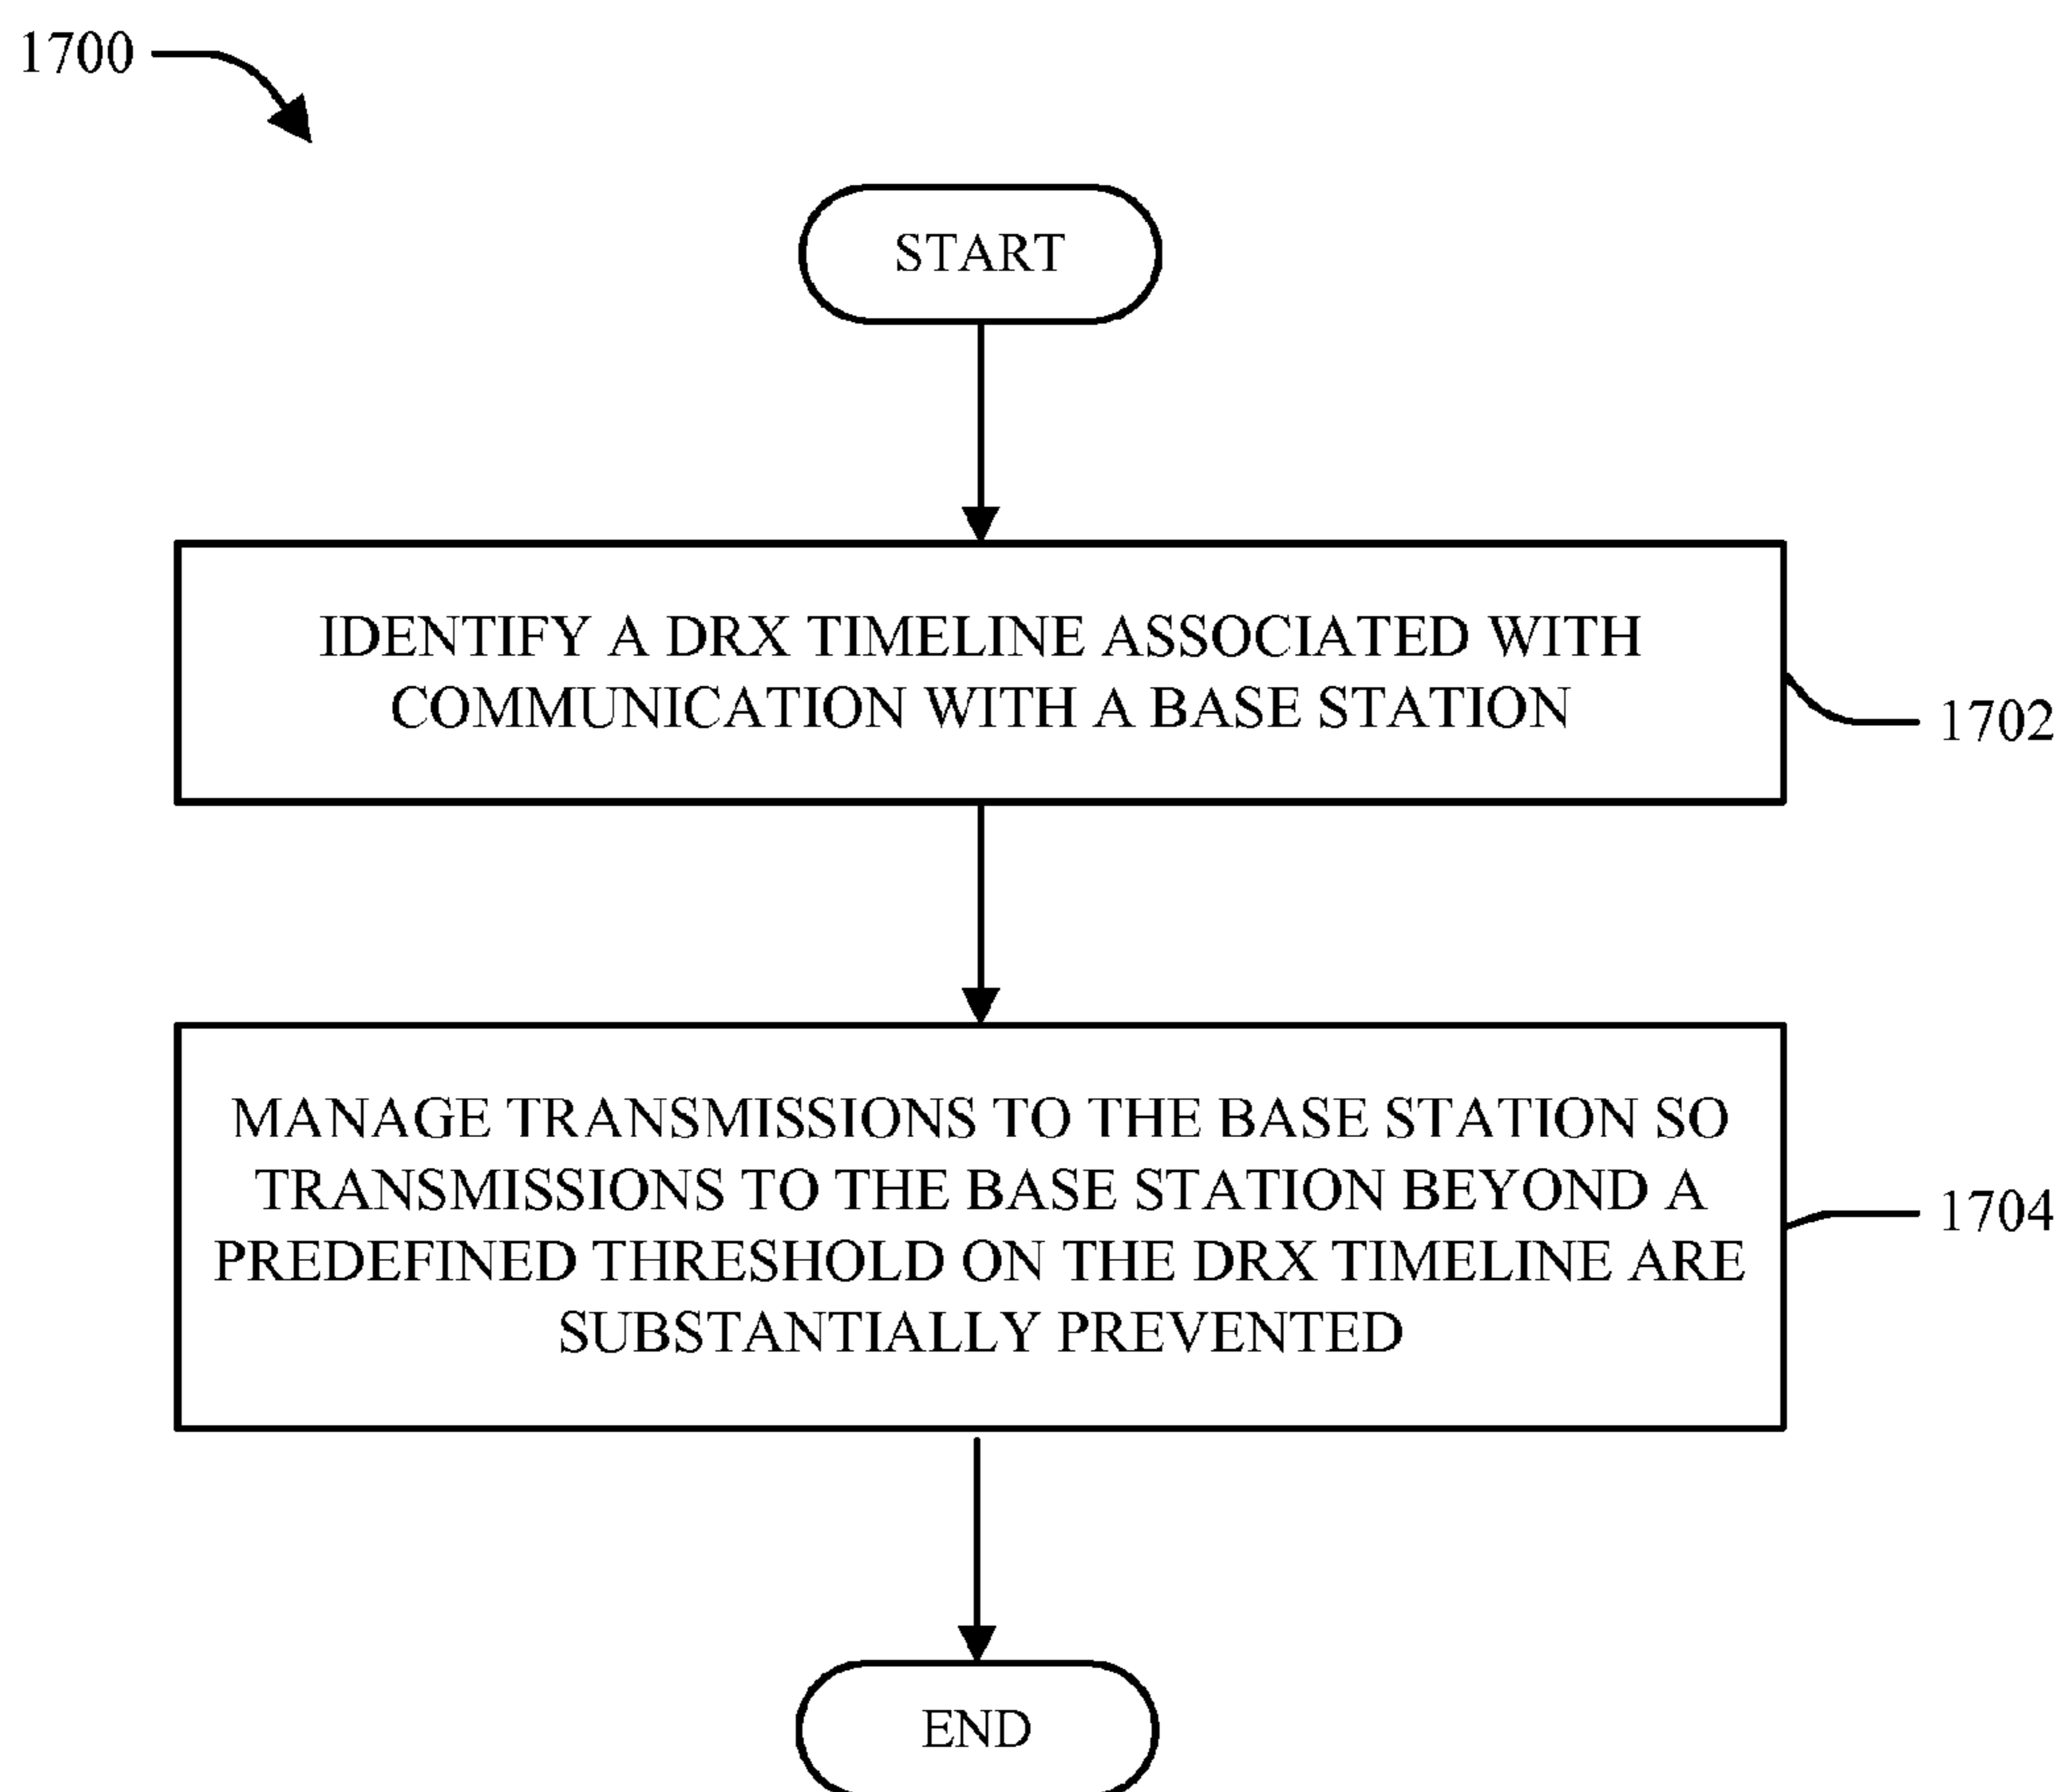 1700
START
IDENTIFY A DRX TIMELINE ASSOCIATED WITH
COMMUNICATION WITH A BASE STATION
1702
MANAGE TRANSMISSIONS TO THE BASE STATION SO
TRANSMISSIONS TO THE BASE STATION BEYOND A
PREDEFINED THRESHOLD ON THE DRX TIMELINE ARE
SUBSTANTIALLY PREVENTED
1704
END